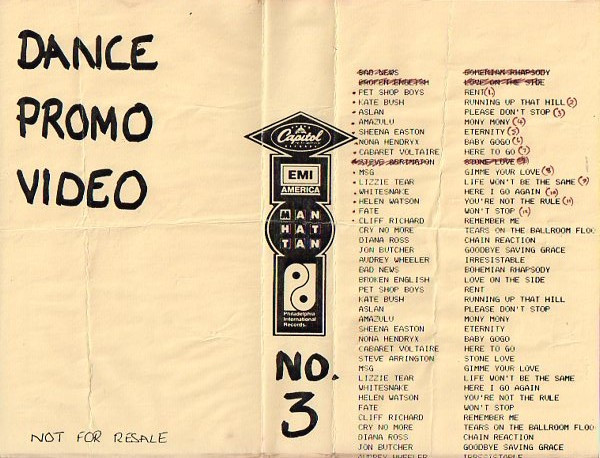 DANCE
PROMO
VIDEO
NOT FOR RESALE
Capitol
EMI
AMERICA
MAN
HAT
TAN
Philadelphia
International
Records.
NO.
3
BAD NEWS BOHEMIAN RHAPSODY
BROKEN ENGLISH LOVE ON THE SIDE
PET SHOP BOYS RENT (1)
KATE BUSH RUNNING UP THAT HILL (2)
ASLAN PLEASE DON'T STOP (3)
AMAZULU MONY MONY (4)
SHEENA EASTON ETERNITY (5)
NONA HENDRYX BABY GOGO (6)
CABARET VOLTAIRE HERE TO GO (7)
STEVE ARRINGTON STONE LOVE
MSG GIMME YOUR LOVE (8)
LIZZIE TEAR LIFE WON'T BE THE SAME (9)
WHITESNAKE HERE I GO AGAIN (10)
HELEN WATSON YOU'RE NOT THE RULE (11)
FATE WON'T STOP (12)
CLIFF RICHARD REMEMBER ME
CRY NO MORE TEARS ON THE BALLROOM FLOO
DIANA ROSS CHAIN REACTION
JON BUTCHER GOODBYE SAVING GRACE
AUDREY WHEELER IRRESISTABLE
BAD NEWS BOHEMIAN RHAPSODY
BROKEN ENGLISH LOVE ON THE SIDE
PET SHOP BOYS RENT
KATE BUSH RUNNING UP THAT HILL
ASLAN PLEASE DON'T STOP
AMAZULU MONY MONY
SHEENA EASTON ETERNITY
NONA HENDRYX BABY GOGO
CABARET VOLTAIRE HERE TO GO
STEVE ARRINGTON STONE LOVE
MSG GIMME YOUR LOVE
LIZZIE TEAR LIFE WON'T BE THE SAME
WHITESNAKE HERE I GO AGAIN
HELEN WATSON YOU'RE NOT THE RULE
FATE WON'T STOP
CLIFF RICHARD REMEMBER ME
CRY NO MORE TEARS ON THE BALLROOM FLOO
DIANA ROSS CHAIN REACTION
JON BUTCHER GOODBYE SAVING GRACE
AUDREY WHEELER IRRESISTABLE